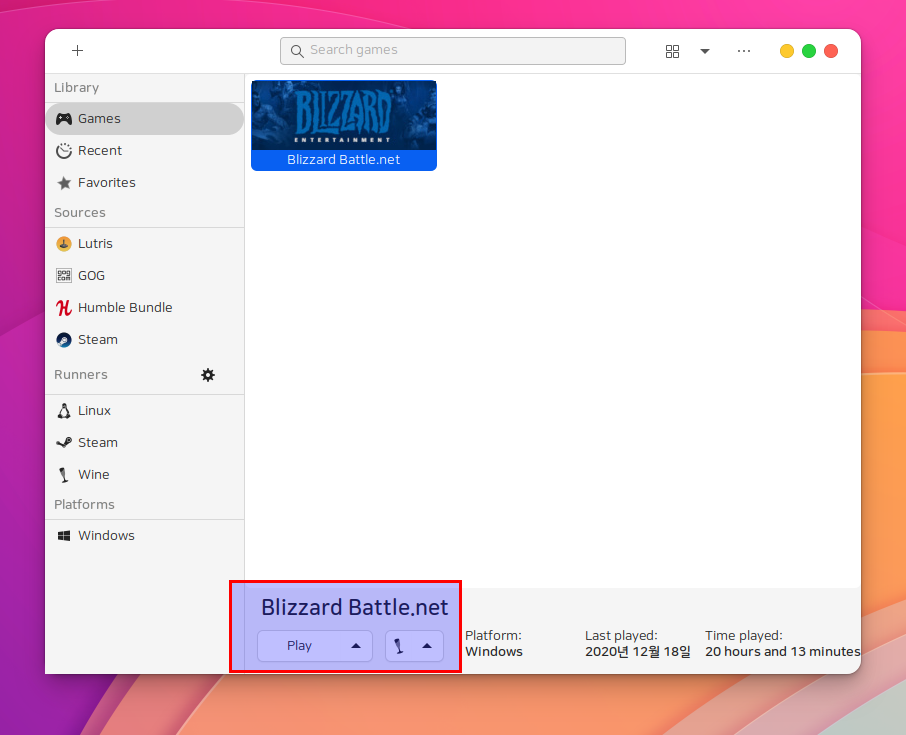 Search games
Library
Games
Recent
Favorites
Sources
Lutris
GOG
Humble Bundle
Steam
Runners
Linux
Steam
Wine
Platforms
Windows
BLIZZARD
ENTERTAINMENT
Blizzard Battle.net
Blizzard Battle.net
Play
Platform:
Windows
Last played:
2020년 12월 18일
Time played:
20 hours and 13 minutes